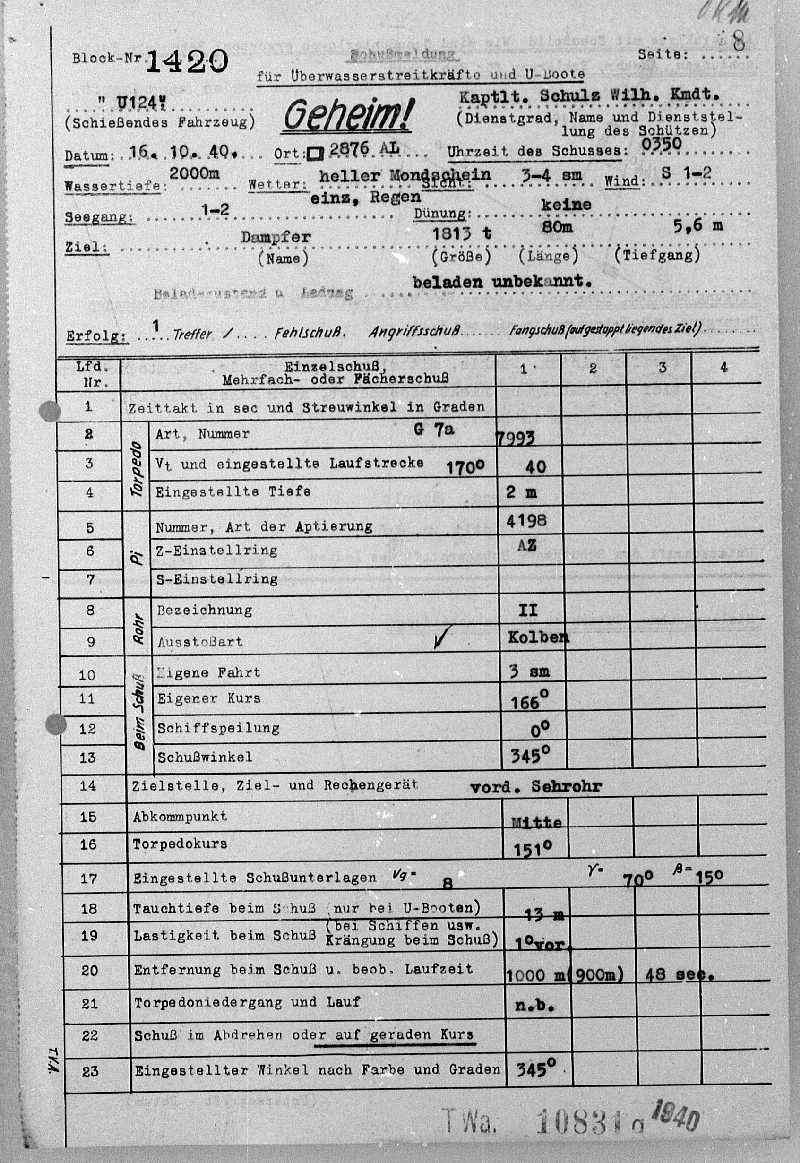 8
Block-Nr. 1420 Schußmeldung Seite: ......
für Überwasserstreitkräfte und U-Boote
" U124" Geheim! Kaptlt. Schulz Wilh. Kmdt.
(Schießendes Fahrzeug) (Dienstgrad, Name und Dienststel-
lung des Schützen)
Datum: 16. 10. 40. Ort: 2876 AL Uhrzeit des Schusses: 0350
Wassertiefe: 2000m Wetter: heller Mondschein Sicht: 3-4 sm Wind: S 1-2
einz. Regen
Seegang: 1-2 Dünung: keine
Ziel: Dampfer 1813 t 80m 5,6 m
(Name) (Größe) (Länge) (Tiefgang)
Beladezustand u Ladung beladen unbekannt.
Erfolg: 1 Treffer / .... Fehlschuß. Angriffsschuß...... Fangschuß (aufgestoppt liegendes Ziel)........
Lfd. Nr. Einzelschuß, Mehrfach- oder Fächerschuß 1 2 3 4
1 Zeittakt in sec und Streuwinkel in Graden
Torpedo
2 Art, Nummer G 7a 7993
3 Vt und eingestellte Laufstrecke 170° 40
4 Eingestellte Tiefe 2 m
Pi
5 Nummer, Art der Aptierung 4198
6 Z-Einstellring AZ
7 S-Einstellring
Rohr
8 Bezeichnung II
9 Ausstoßart ✓ Kolben
Beim Schuß
10 Eigene Fahrt 3 sm
11 Eigener Kurs 166°
12 Schiffspeilung 0°
13 Schußwinkel 345°
14 Zielstelle, Ziel- und Rechengerät vord. Sehrohr
15 Abkommpunkt Mitte
16 Torpedokurs 151°
17 Eingestellte Schußunterlagen Vg= 8 γ= 70° β= 15°
18 Tauchtiefe beim Schuß (nur bei U-Booten) 13 m
19 Lastigkeit beim Schuß (bei Schiffen usw. Krängung beim Schuß) 1°vor.
20 Entfernung beim Schuß u. beob. Laufzeit 1000 m(900m) 48 sec.
21 Torpedoniedergang und Lauf n.b.
22 Schuß im Abdrehen oder auf geraden Kurs
23 Eingestellter Winkel nach Farbe und Graden 345°
T.V.A.
TWa. 10831 g 1940